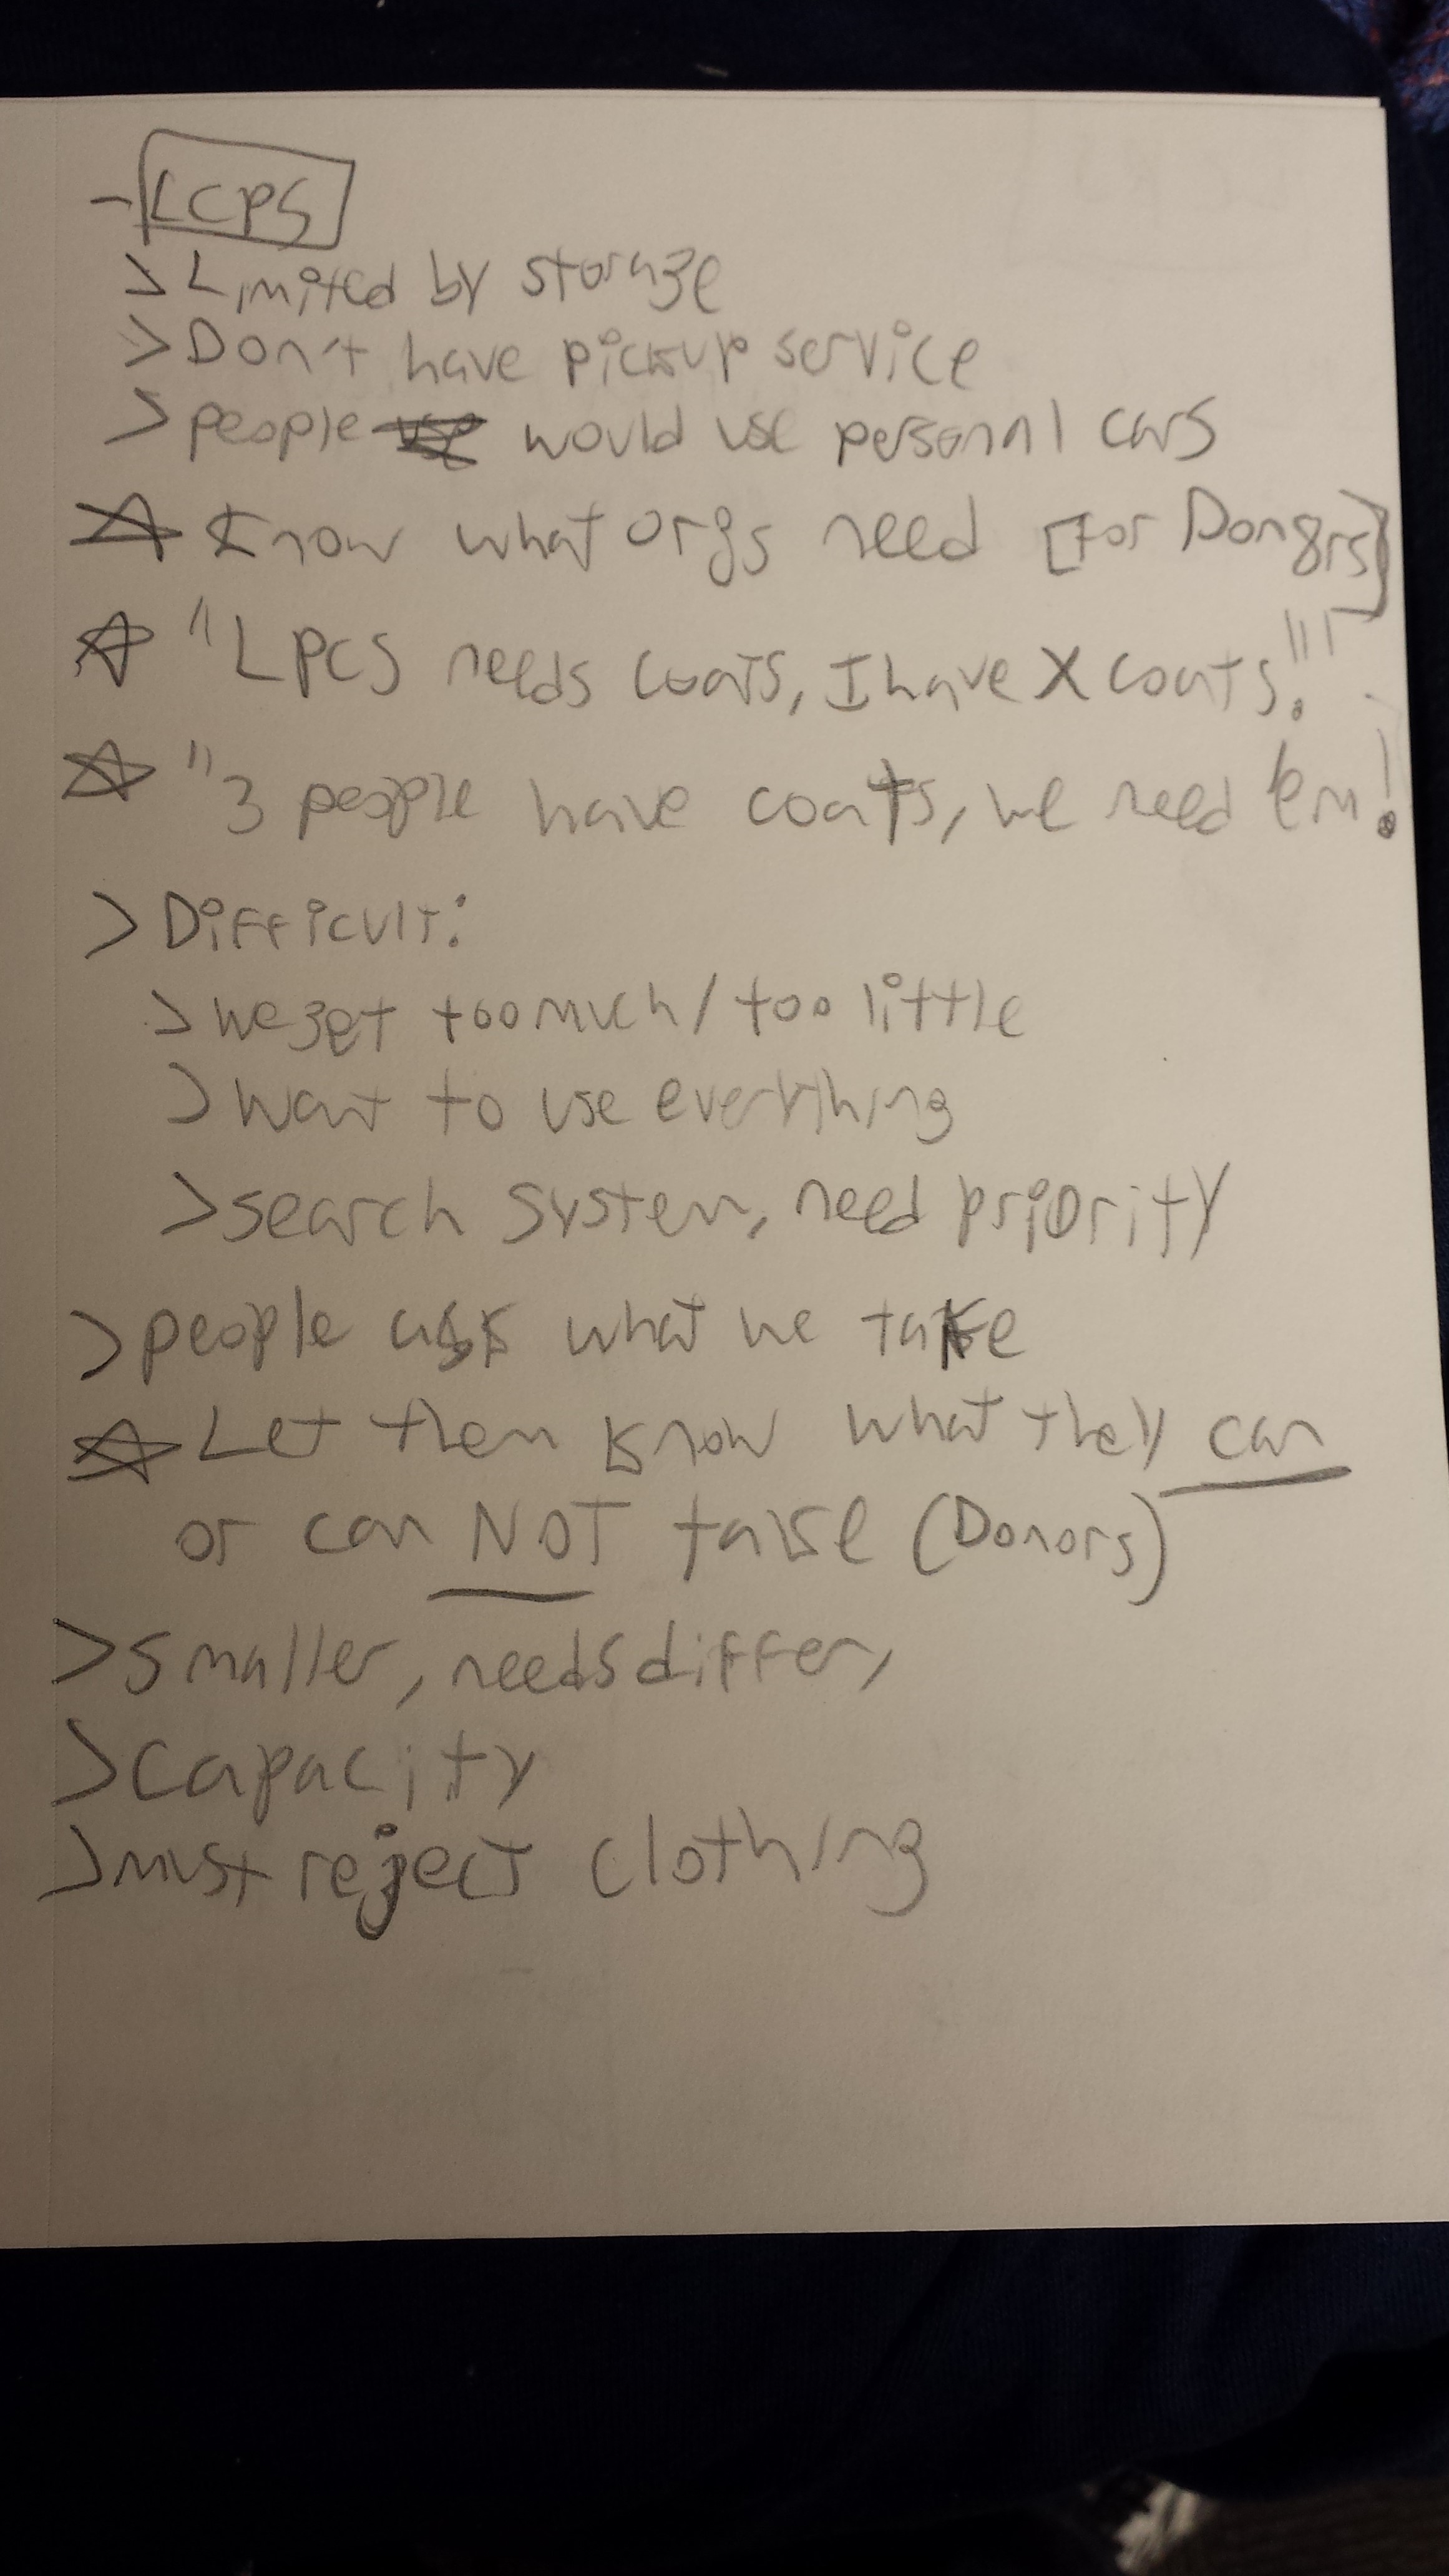 - LCPS
> Limited by storage
> Don't have pickup service
> people would use personal cars
☆ Know what orgs need [For Donors]
☆ "LPCS needs coats, I have X coats!"
☆ "3 people have coats, we need 'em!
> Difficult:
> we get too much / too little
> want to use everything
> search system, need priority
> people ask what we take
☆ Let them know what they can
or can NOT take (Donors)
> smaller, needs differ,
> capacity
> must reject clothing